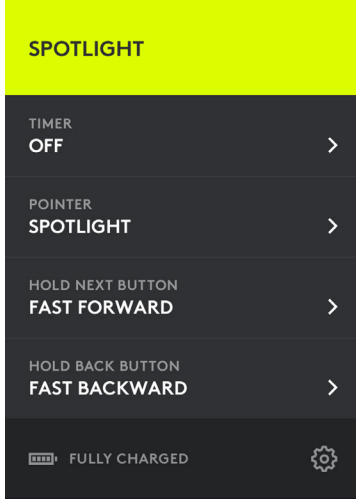 SPOTLIGHT
TIMER
OFF
POINTER
SPOTLIGHT
HOLD NEXT BUTTON
FAST FORWARD
HOLD BACK BUTTON
FAST BACKWARD
FULLY CHARGED